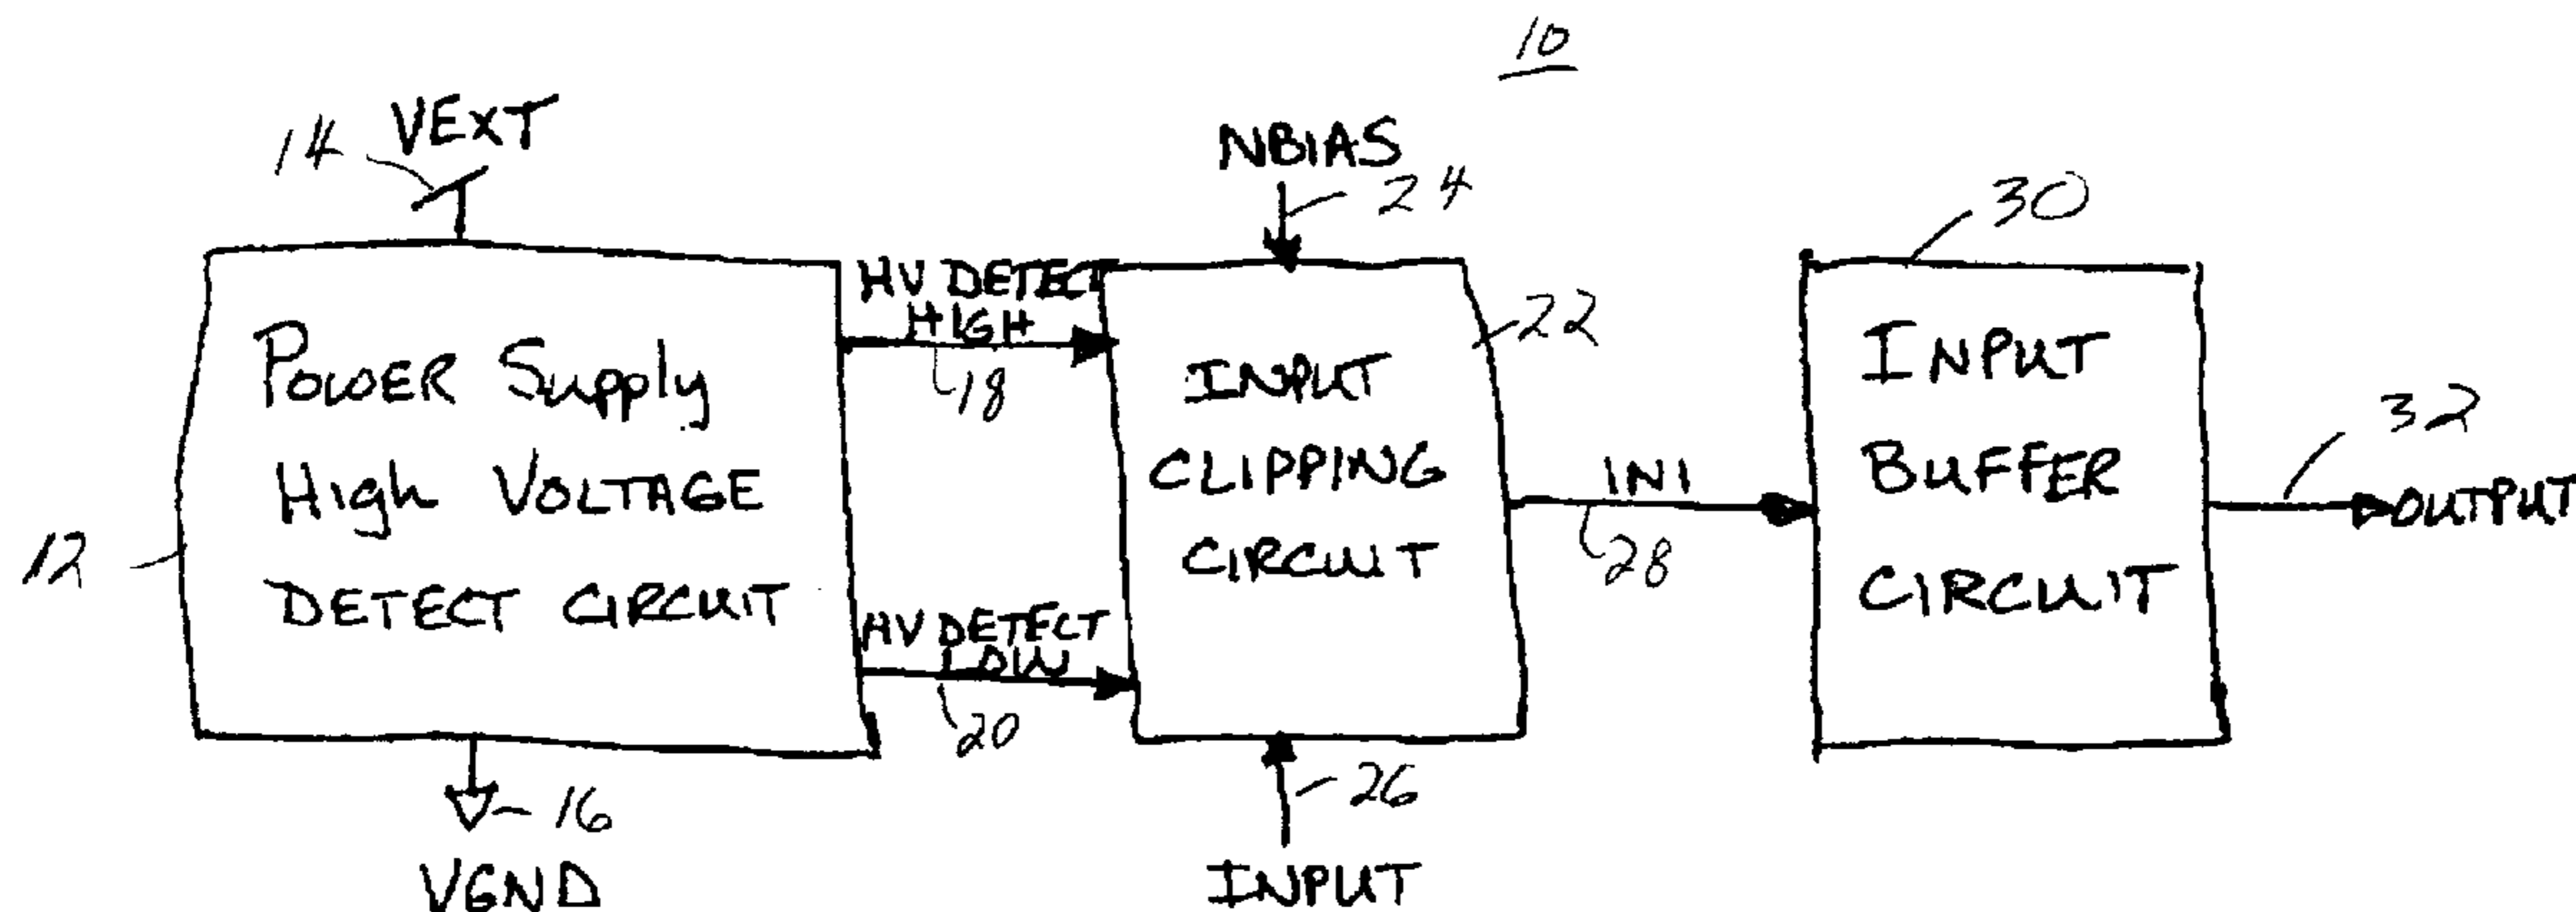 10
14 VEXT
NBIAS
24
30
HV DETECT
HIGH
18
22
12
POWER Supply
High VOLTAGE
DETECT CIRCUIT
INPUT
CLIPPING
CIRCUIT
IN1
28
INPUT
BUFFER
CIRCUIT
32
OUTPUT
HV DETECT
LOW
20
16
VGND
26
INPUT